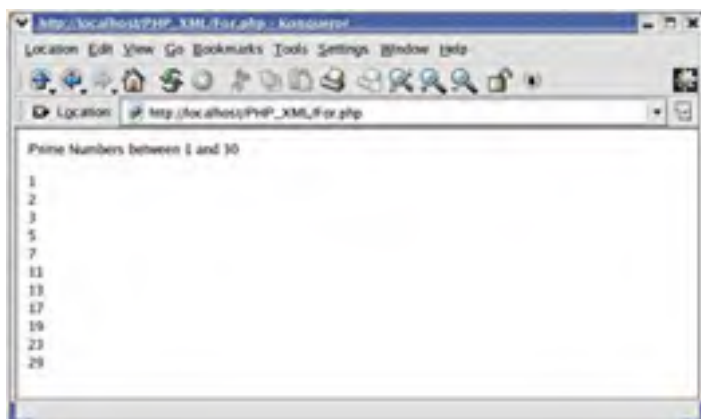 http://localhost/PHP_XML/For.php - Konqueror
Location Edit View Go Bookmarks Tools Settings Window Help
Location: http://localhost/PHP_XML/For.php
Prime Numbers between 1 and 30
1
2
3
5
7
11
13
17
19
23
29